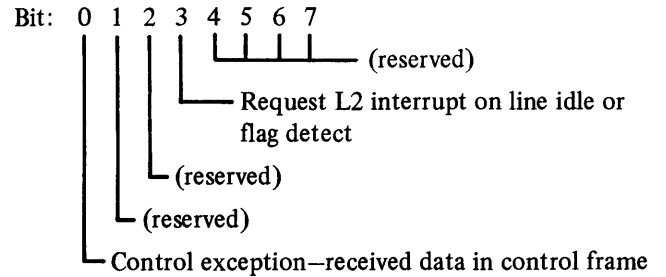 Bit: 0 1 2 3 4 5 6 7
(reserved)
Request L2 interrupt on line idle or
flag detect
(reserved)
(reserved)
Control exception—received data in control frame